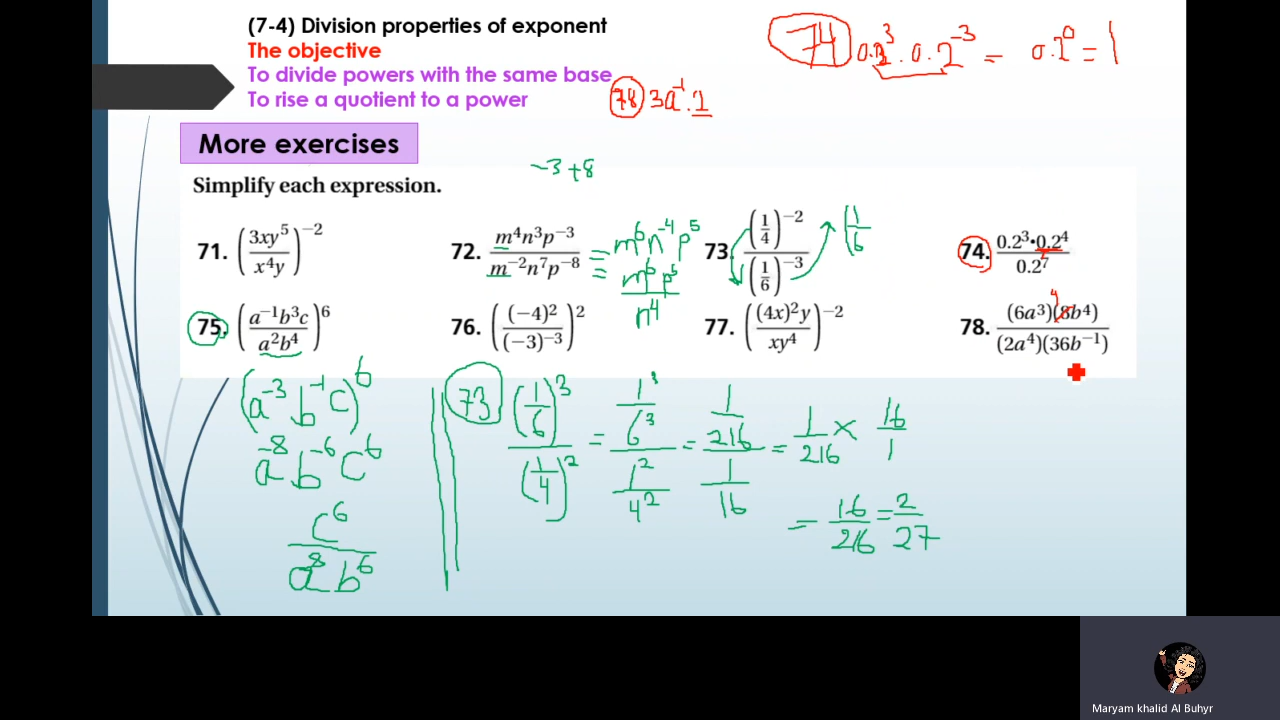 (7-4) Division properties of exponent
The objective
To divide powers with the same base
To rise a quotient to a power
74 0.2^3 . 0.2^-3 = 0.2^0 = 1
78 3a^-1 . 2
More exercises
-3 +8
Simplify each expression.
71. (3xy^5 / x^4y)^-2
72. m^4n^3p^-3 / m^-2n^7p^-8 = m^6 n^-4 p^5
= m^6 p^5 / n^4
73. (1/4)^-2 / (1/6)^-3
(1/6
74. 0.2^3 • 0.2^4 / 0.2^7
75. (a^-1b^3c / a^2b^4)^6
76. ((-4)^2 / (-3)^-3)^2
77. ((4x)^2y / xy^4)^-2
78. (6a^3)(8b^4) / (2a^4)(36b^-1)
4
(a^-3 b^-1 c)^6
a^-8 b^-6 c^6
c^6 / a^8 b^6
73 (1/6)^3 / (1/4)^2 = 1^3/6^3 / 1^2/4^2 = 1/216 / 1/16 = 1/216 × 16/1
= 16/216 = 2/27
Maryam khalid Al Buhyr